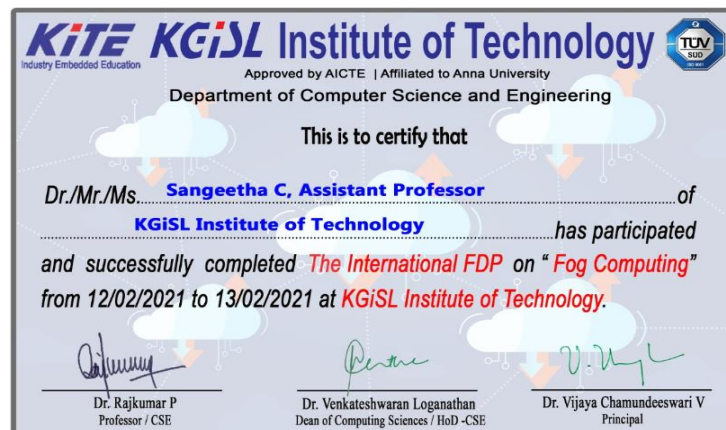 KiTE KGiSL Institute of Technology
Industry Embedded Education
TÜV
SUD
ISO 9001
Approved by AICTE | Affiliated to Anna University
Department of Computer Science and Engineering
This is to certify that
Dr./Mr./Ms. Sangeetha C, Assistant Professor of
KGiSL Institute of Technology has participated
and successfully completed The International FDP on “ Fog Computing”
from 12/02/2021 to 13/02/2021 at KGiSL Institute of Technology.
Dr. Rajkumar P
Professor / CSE
Dr. Venkateshwaran Loganathan
Dean of Computing Sciences / HoD -CSE
Dr. Vijaya Chamundeeswari V
Principal